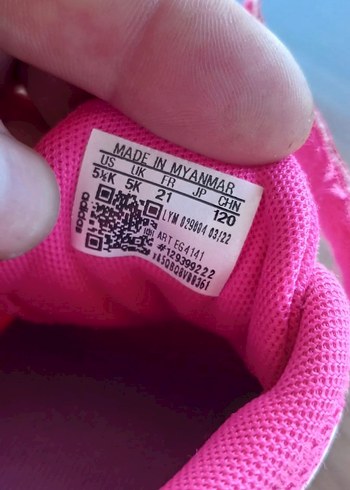 MADE IN MYANMAR
US UK FR JP CHN
5½K 5K 21 120
adidas
LYM 029004 03/22
ART EG4141
#129399222